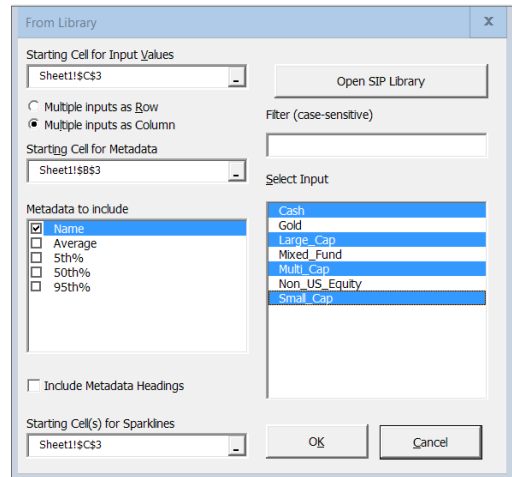 From Library
x
Starting Cell for Input Values
Sheet1!$C$3
Multiple inputs as Row
Multiple inputs as Column
Starting Cell for Metadata
Sheet1!$B$3
Metadata to include
Name
Average
5th%
50th%
95th%
Include Metadata Headings
Starting Cell(s) for Sparklines
Sheet1!$C$3
Open SIP Library
Filter (case-sensitive)
Select Input
Cash
Gold
Large_Cap
Mixed_Fund
Multi_Cap
Non_US_Equity
Small_Cap
OK
Cancel